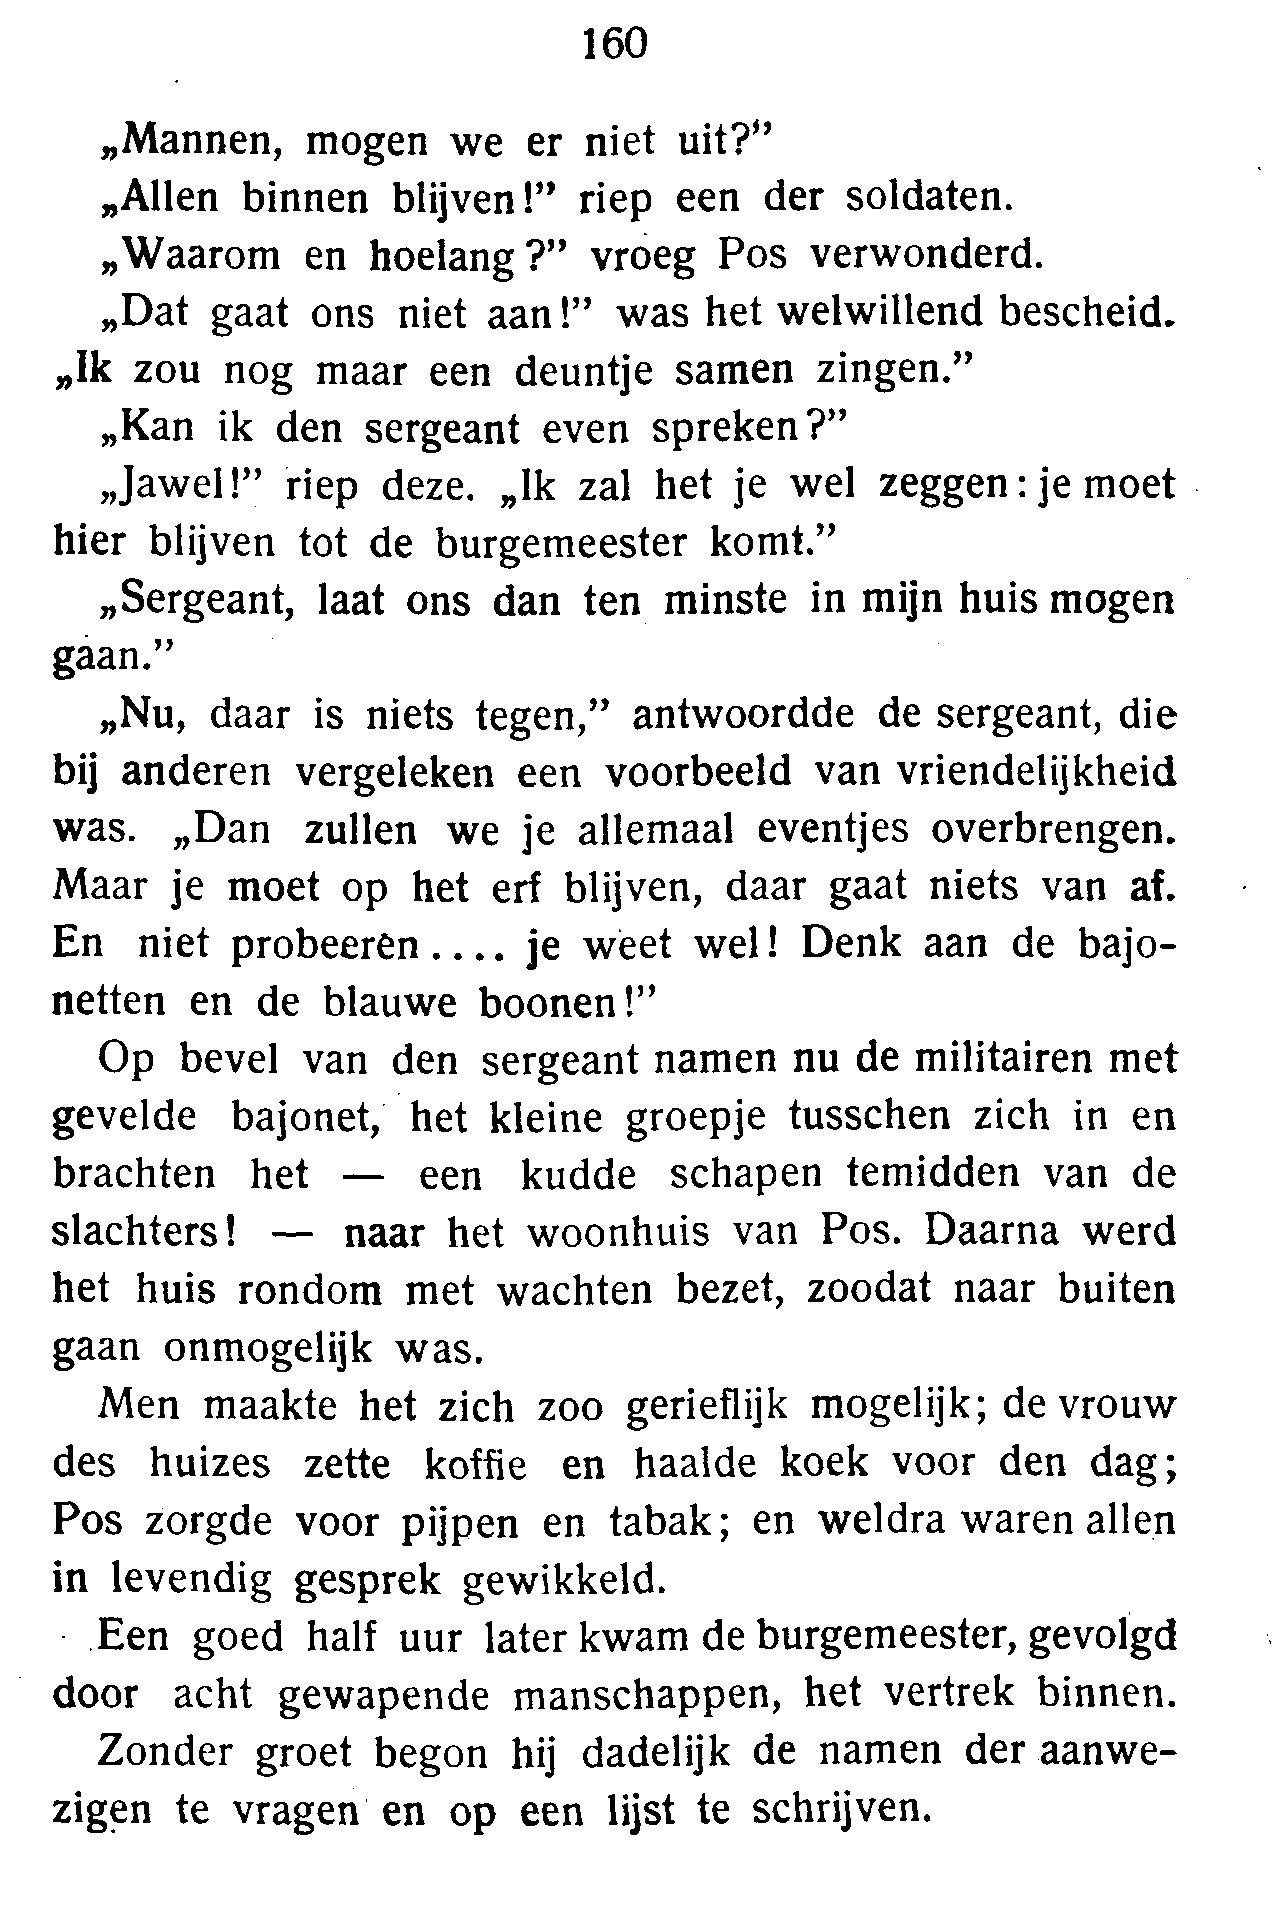 160
„Mannen, mogen we er niet uit?”
„Allen binnen blijven!” riep een der soldaten.
„Waarom en hoelang?” vroeg Pos verwonderd.
„Dat gaat ons niet aan!” was het welwillend bescheid.
„Ik zou nog maar een deuntje samen zingen.”
„Kan ik den sergeant even spreken?”
„Jawel!” riep deze. „Ik zal het je wel zeggen: je moet
hier blijven tot de burgemeester komt.”
„Sergeant, laat ons dan ten minste in mijn huis mogen
gaan.”
„Nu, daar is niets tegen,” antwoordde de sergeant, die
bij anderen vergeleken een voorbeeld van vriendelijkheid
was. „Dan zullen we je allemaal eventjes overbrengen.
Maar je moet op het erf blijven, daar gaat niets van af.
En niet probeeren.... je weet wel! Denk aan de bajo-
netten en de blauwe boonen!”
Op bevel van den sergeant namen nu de militairen met
gevelde bajonet, het kleine groepje tusschen zich in en
brachten het — een kudde schapen temidden van de
slachters! — naar het woonhuis van Pos. Daarna werd
het huis rondom met wachten bezet, zoodat naar buiten
gaan onmogelijk was.
Men maakte het zich zoo gerieflijk mogelijk; de vrouw
des huizes zette koffie en haalde koek voor den dag;
Pos zorgde voor pijpen en tabak; en weldra waren allen
in levendig gesprek gewikkeld.
Een goed half uur later kwam de burgemeester, gevolgd
door acht gewapende manschappen, het vertrek binnen.
Zonder groet begon hij dadelijk de namen der aanwe-
zigen te vragen en op een lijst te schrijven.